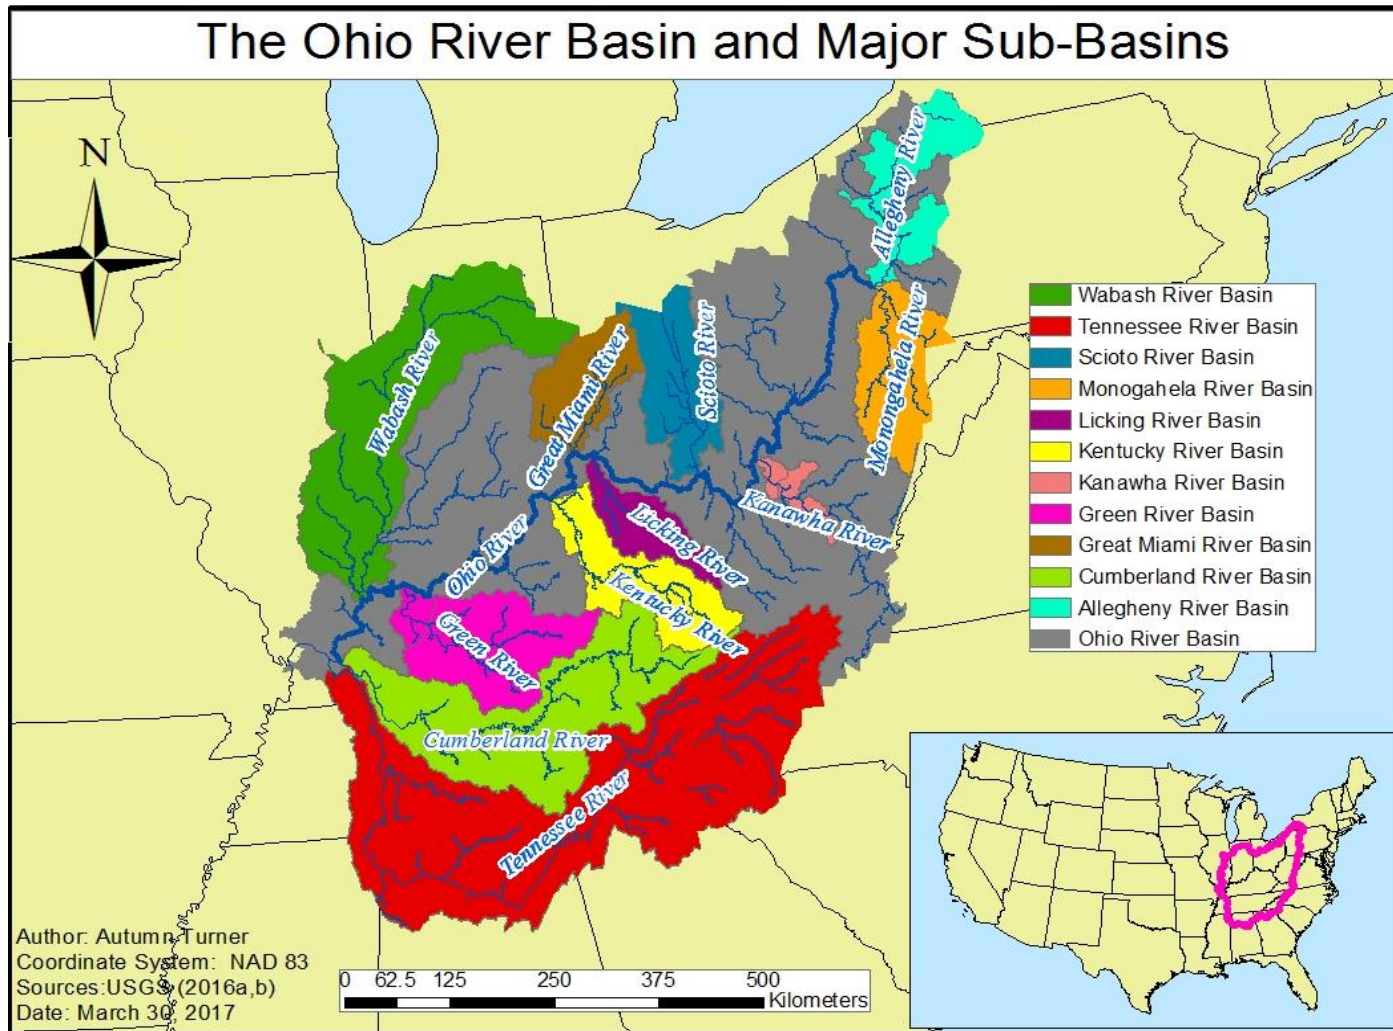 The Ohio River Basin and Major Sub-Basins
N
Allegheny River
Monongahela River
Scioto River
Great Miami River
Wabash River
Kanawha River
Licking River
Ohio River
Kentucky River
Green River
Cumberland River
Tennessee River
Wabash River Basin
Tennessee River Basin
Scioto River Basin
Monogahela River Basin
Licking River Basin
Kentucky River Basin
Kanawha River Basin
Green River Basin
Great Miami River Basin
Cumberland River Basin
Allegheny River Basin
Ohio River Basin
Author: Autumn Turner
Coordinate System: NAD 83
Sources:USGS (2016a,b)
Date: March 30, 2017
0 62.5 125 250 375 500
Kilometers